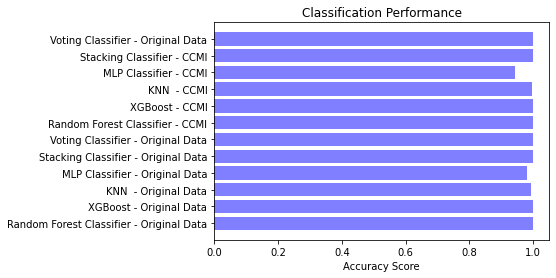 Classification Performance
Voting Classifier - Original Data
Stacking Classifier - CCMI
MLP Classifier - CCMI
KNN  - CCMI
XGBoost - CCMI
Random Forest Classifier - CCMI
Voting Classifier - Original Data
Stacking Classifier - Original Data
MLP Classifier - Original Data
KNN  - Original Data
XGBoost - Original Data
Random Forest Classifier - Original Data
0.0 0.2 0.4 0.6 0.8 1.0
Accuracy Score